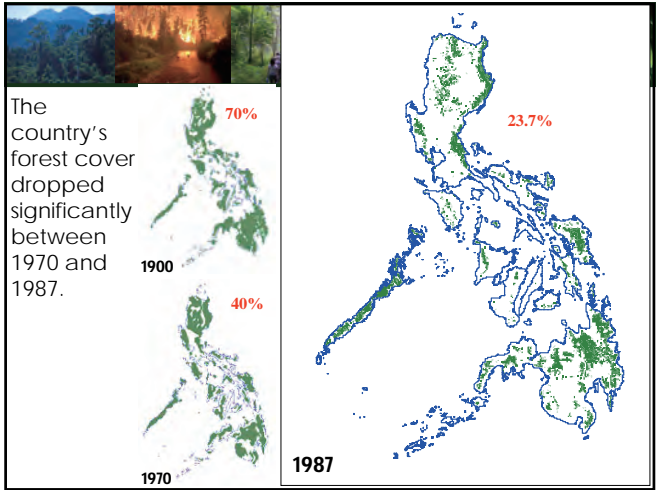 The
country's
forest cover
dropped
significantly
between
1970 and
1987.
70%
1900
40%
1970
23.7%
1987